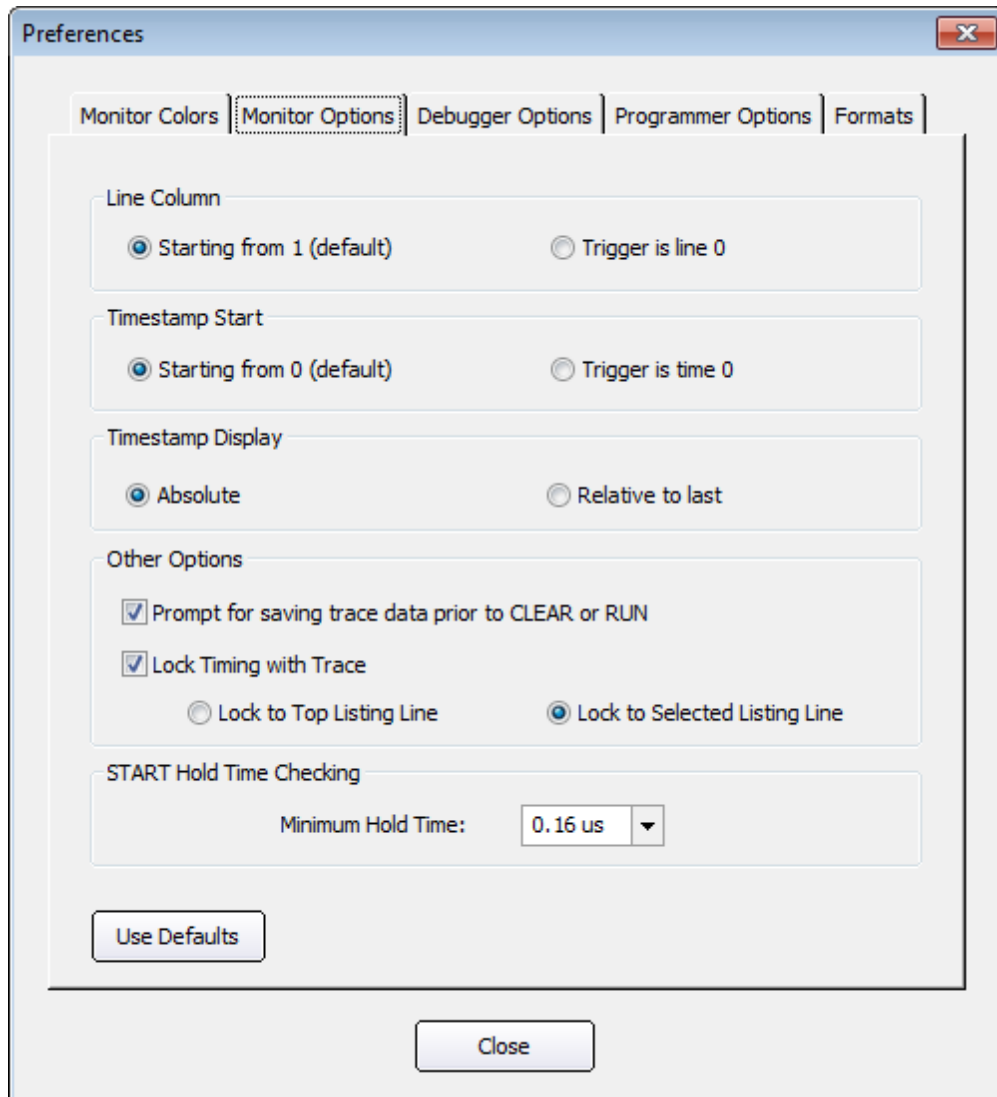 Preferences
Monitor Colors Monitor Options Debugger Options Programmer Options Formats
Line Column
Starting from 1 (default) Trigger is line 0
Timestamp Start
Starting from 0 (default) Trigger is time 0
Timestamp Display
Absolute Relative to last
Other Options
Prompt for saving trace data prior to CLEAR or RUN
Lock Timing with Trace
Lock to Top Listing Line Lock to Selected Listing Line
START Hold Time Checking
Minimum Hold Time: 0.16 us
Use Defaults
Close